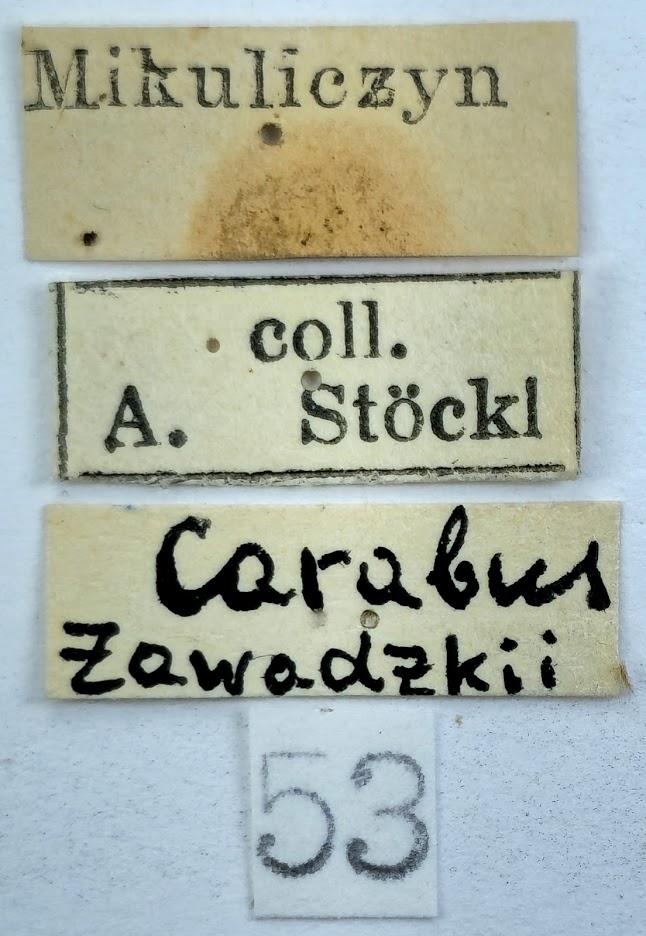 Mikuliczyn
coll.
A. Stöckl
Carabus
Zawadzkii
53